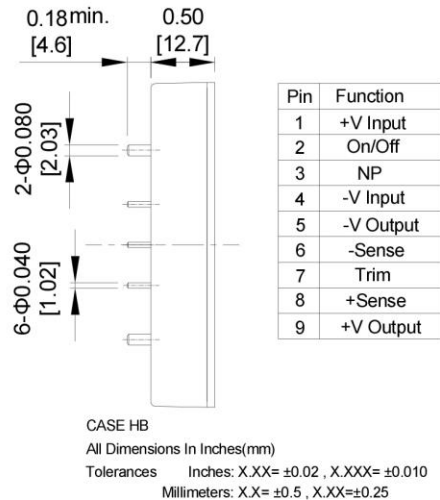 0.18min.
[4.6]
0.50
[12.7]
2-Φ0.080
[2.03]
6-Φ0.040
[1.02]
Pin Function
1 +V Input
2 On/Off
3 NP
4 -V Input
5 -V Output
6 -Sense
7 Trim
8 +Sense
9 +V Output
CASE HB
All Dimensions In Inches(mm)
Tolerances Inches: X.XX= ±0.02 , X.XXX= ±0.010
Millimeters: X.X= ±0.5 , X.XX=±0.25